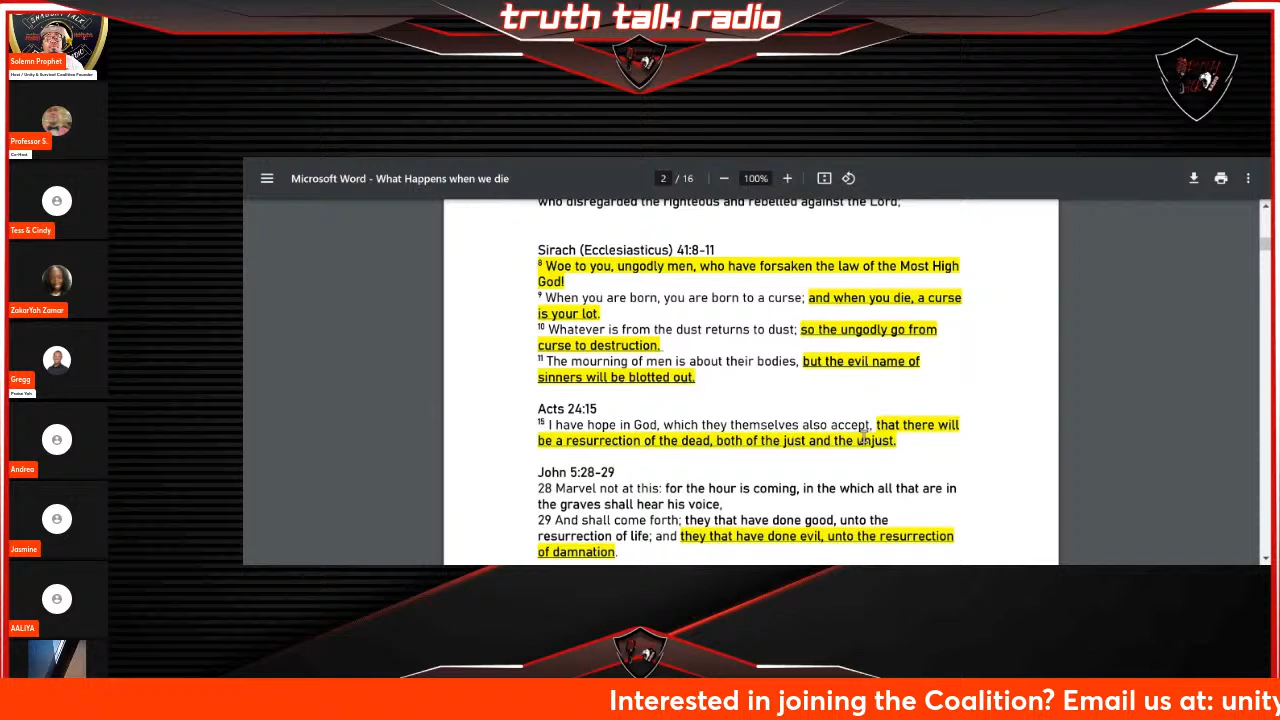 truth talk radio
Solemn Prophet
Host / Unity & Survival Coalition Founder
Professor S.
Co-Host
Tess & Cindy
ZakarYah Zamar
Gregg
Praise Yah
Andrea
Jasmine
AALIYA
Microsoft Word - What Happens when we die
2 / 16
100%
who disregarded the righteous and rebelled against the Lord;
Sirach (Ecclesiasticus) 41:8-11
8 Woe to you, ungodly men, who have forsaken the law of the Most High
God!
9 When you are born, you are born to a curse; and when you die, a curse
is your lot.
10 Whatever is from the dust returns to dust; so the ungodly go from
curse to destruction.
11 The mourning of men is about their bodies, but the evil name of
sinners will be blotted out.
Acts 24:15
15 I have hope in God, which they themselves also accept, that there will
be a resurrection of the dead, both of the just and the unjust.
John 5:28-29
28 Marvel not at this: for the hour is coming, in the which all that are in
the graves shall hear his voice,
29 And shall come forth; they that have done good, unto the
resurrection of life; and they that have done evil, unto the resurrection
of damnation.
Interested in joining the Coalition? Email us at: unity